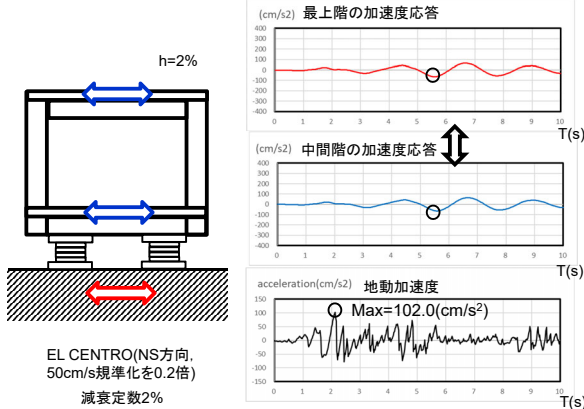 h=2%
EL CENTRO(NS方向,
50cm/s規準化を0.2倍)
減衰定数2%
(cm/s2) 最上階の加速度応答
400
300
200
100
0
-100
-200
-300
-400
0 1 2 3 4 5 6 7 8 9 10
T(s)
(cm/s2) 中間階の加速度応答
400
300
200
100
0
-100
-200
-300
-400
0 1 2 3 4 5 6 7 8 9 10
T(s)
acceleration(cm/s2) 地動加速度
Max=102.0(cm/s²)
150
100
50
0
-50
-100
-150
0 1 2 3 4 5 6 7 8 9 10
T(s)